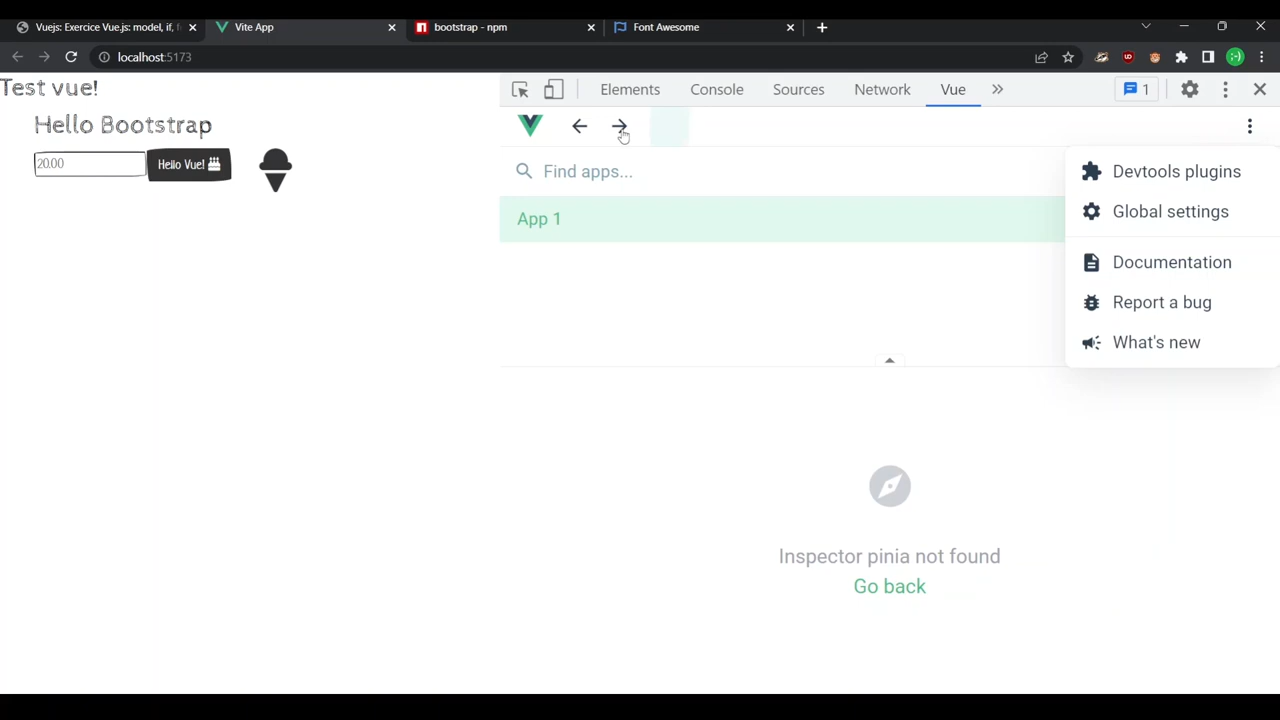 Vuejs: Exercice Vue.js: model, if, f
Vite App
bootstrap - npm
Font Awesome
localhost:5173
Test vue!
Hello Bootstrap
20.00
Hello Vue!
Elements
Console
Sources
Network
Vue
1
Find apps...
App 1
Devtools plugins
Global settings
Documentation
Report a bug
What's new
Inspector pinia not found
Go back